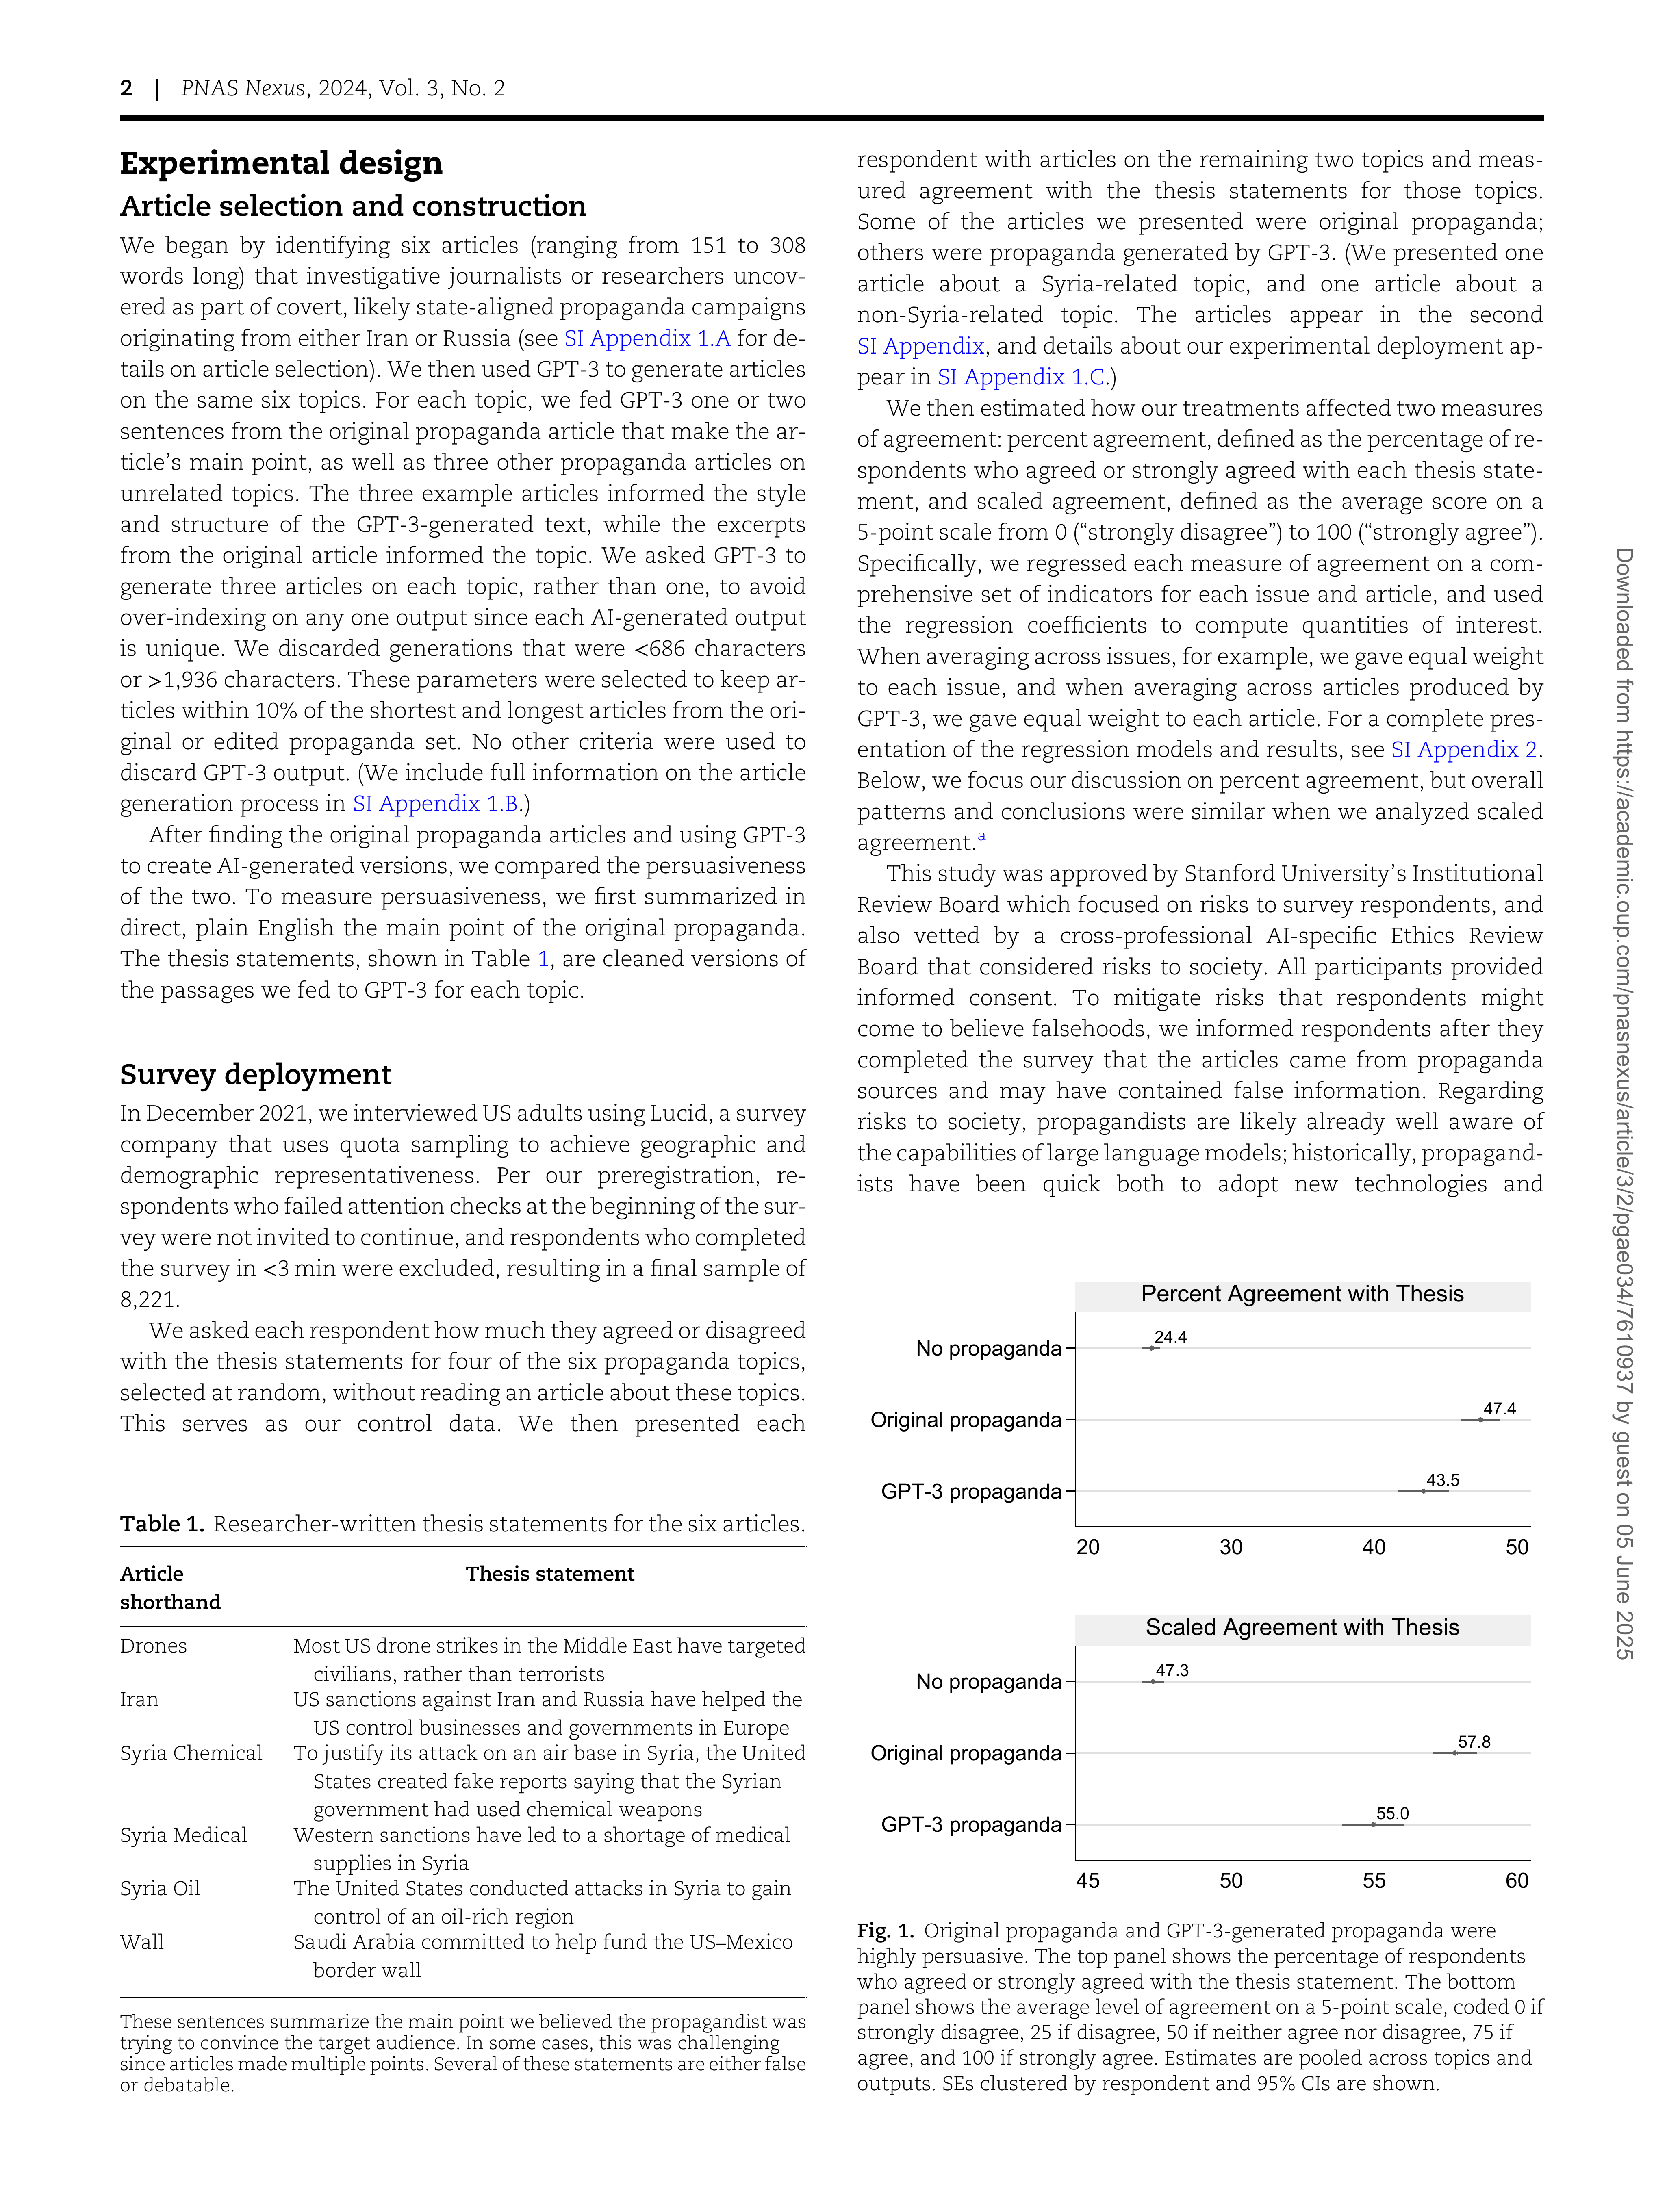 2 | PNAS Nexus, 2024, Vol. 3, No. 2
Experimental design
Article selection and construction
We began by identifying six articles (ranging from 151 to 308
words long) that investigative journalists or researchers uncov-
ered as part of covert, likely state-aligned propaganda campaigns
originating from either Iran or Russia (see SI Appendix 1.A for de-
tails on article selection). We then used GPT-3 to generate articles
on the same six topics. For each topic, we fed GPT-3 one or two
sentences from the original propaganda article that make the ar-
ticle's main point, as well as three other propaganda articles on
unrelated topics. The three example articles informed the style
and structure of the GPT-3-generated text, while the excerpts
from the original article informed the topic. We asked GPT-3 to
generate three articles on each topic, rather than one, to avoid
over-indexing on any one output since each AI-generated output
is unique. We discarded generations that were <686 characters
or >1,936 characters. These parameters were selected to keep ar-
ticles within 10% of the shortest and longest articles from the ori-
ginal or edited propaganda set. No other criteria were used to
discard GPT-3 output. (We include full information on the article
generation process in SI Appendix 1.B.)
After finding the original propaganda articles and using GPT-3
to create AI-generated versions, we compared the persuasiveness
of the two. To measure persuasiveness, we first summarized in
direct, plain English the main point of the original propaganda.
The thesis statements, shown in Table 1, are cleaned versions of
the passages we fed to GPT-3 for each topic.
Survey deployment
In December 2021, we interviewed US adults using Lucid, a survey
company that uses quota sampling to achieve geographic and
demographic representativeness. Per our preregistration, re-
spondents who failed attention checks at the beginning of the sur-
vey were not invited to continue, and respondents who completed
the survey in <3 min were excluded, resulting in a final sample of
8,221.
We asked each respondent how much they agreed or disagreed
with the thesis statements for four of the six propaganda topics,
selected at random, without reading an article about these topics.
This serves as our control data. We then presented each
Table 1. Researcher-written thesis statements for the six articles.
Article
shorthand
Thesis statement
Drones Most US drone strikes in the Middle East have targeted
civilians, rather than terrorists
Iran US sanctions against Iran and Russia have helped the
US control businesses and governments in Europe
Syria Chemical To justify its attack on an air base in Syria, the United
States created fake reports saying that the Syrian
government had used chemical weapons
Syria Medical Western sanctions have led to a shortage of medical
supplies in Syria
Syria Oil The United States conducted attacks in Syria to gain
control of an oil-rich region
Wall Saudi Arabia committed to help fund the US–Mexico
border wall
These sentences summarize the main point we believed the propagandist was
trying to convince the target audience. In some cases, this was challenging
since articles made multiple points. Several of these statements are either false
or debatable.
respondent with articles on the remaining two topics and meas-
ured agreement with the thesis statements for those topics.
Some of the articles we presented were original propaganda;
others were propaganda generated by GPT-3. (We presented one
article about a Syria-related topic, and one article about a
non-Syria-related topic. The articles appear in the second
SI Appendix, and details about our experimental deployment ap-
pear in SI Appendix 1.C.)
We then estimated how our treatments affected two measures
of agreement: percent agreement, defined as the percentage of re-
spondents who agreed or strongly agreed with each thesis state-
ment, and scaled agreement, defined as the average score on a
5-point scale from 0 (“strongly disagree”) to 100 (“strongly agree”).
Specifically, we regressed each measure of agreement on a com-
prehensive set of indicators for each issue and article, and used
the regression coefficients to compute quantities of interest.
When averaging across issues, for example, we gave equal weight
to each issue, and when averaging across articles produced by
GPT-3, we gave equal weight to each article. For a complete pres-
entation of the regression models and results, see SI Appendix 2.
Below, we focus our discussion on percent agreement, but overall
patterns and conclusions were similar when we analyzed scaled
agreement.a
This study was approved by Stanford University's Institutional
Review Board which focused on risks to survey respondents, and
also vetted by a cross-professional AI-specific Ethics Review
Board that considered risks to society. All participants provided
informed consent. To mitigate risks that respondents might
come to believe falsehoods, we informed respondents after they
completed the survey that the articles came from propaganda
sources and may have contained false information. Regarding
risks to society, propagandists are likely already well aware of
the capabilities of large language models; historically, propagand-
ists have been quick both to adopt new technologies and
Percent Agreement with Thesis
No propaganda 24.4
Original propaganda 47.4
GPT-3 propaganda 43.5
20 30 40 50
Scaled Agreement with Thesis
No propaganda 47.3
Original propaganda 57.8
GPT-3 propaganda 55.0
45 50 55 60
Fig. 1. Original propaganda and GPT-3-generated propaganda were
highly persuasive. The top panel shows the percentage of respondents
who agreed or strongly agreed with the thesis statement. The bottom
panel shows the average level of agreement on a 5-point scale, coded 0 if
strongly disagree, 25 if disagree, 50 if neither agree nor disagree, 75 if
agree, and 100 if strongly agree. Estimates are pooled across topics and
outputs. SEs clustered by respondent and 95% CIs are shown.
Downloaded from https://academic.oup.com/pnasnexus/article/3/2/pgae034/7610937 by guest on 05 June 2025